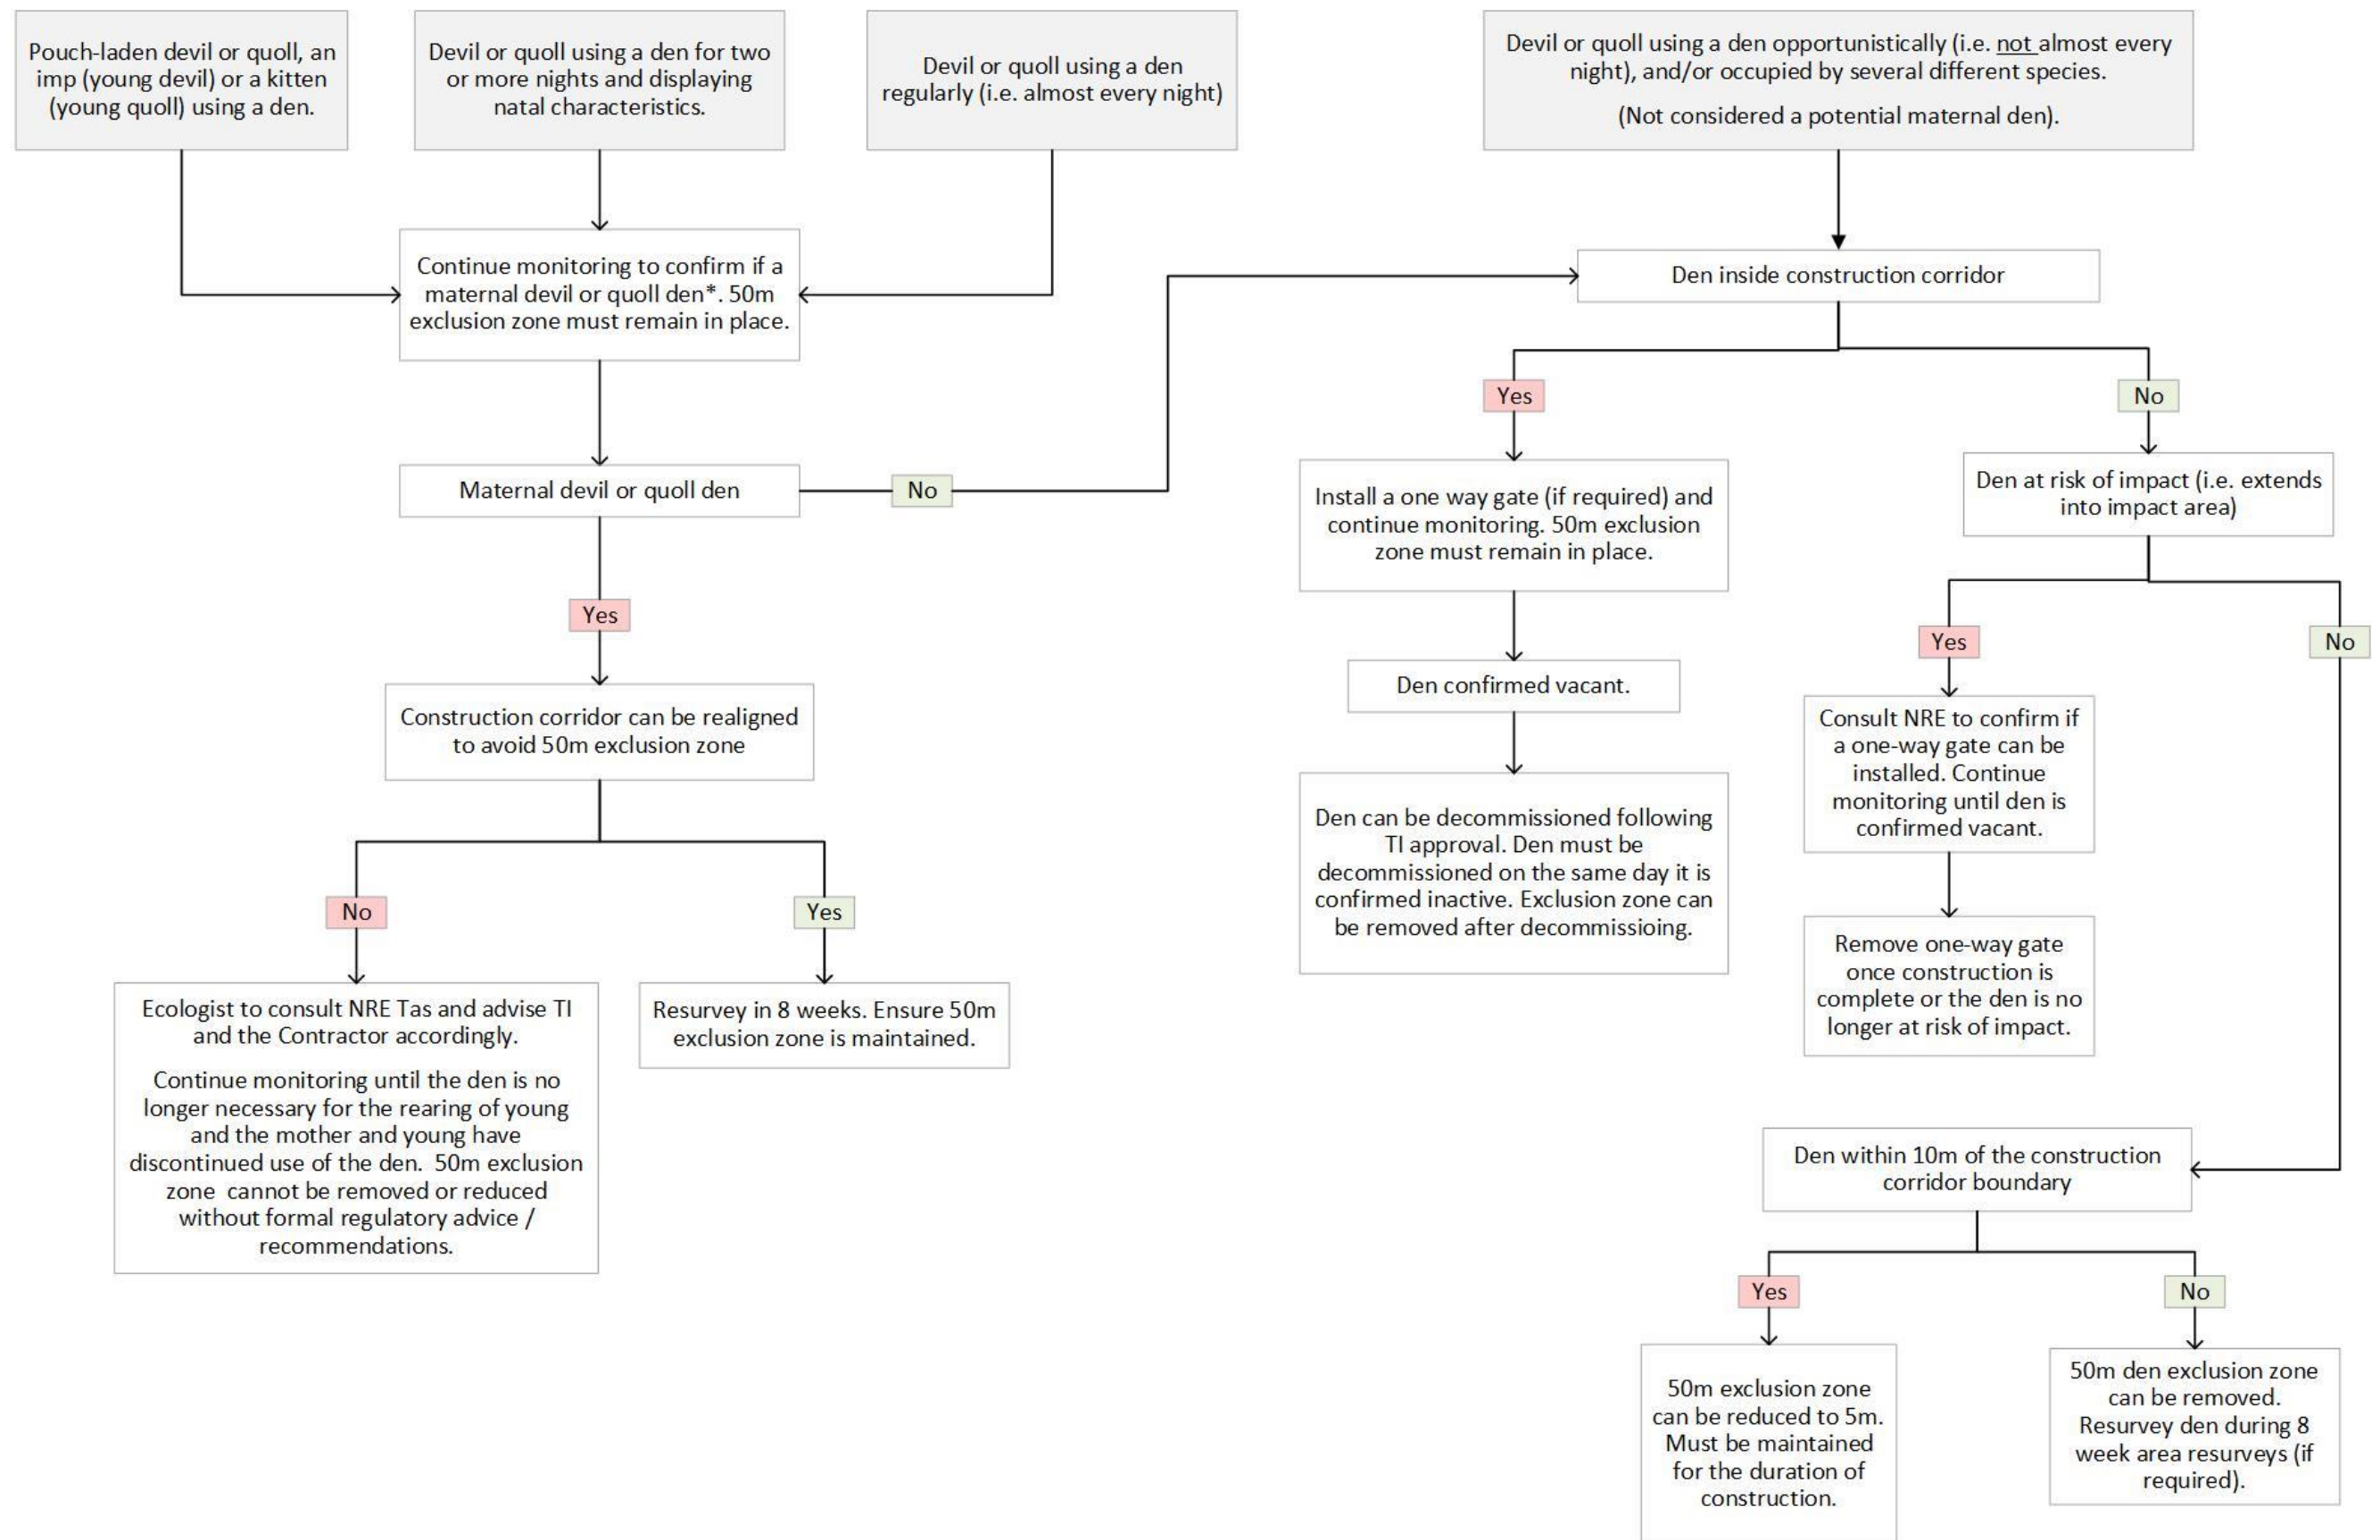 Pouch-laden devil or quoll, an
imp (young devil) or a kitten
(young quoll) using a den.
Devil or quoll using a den for two
or more nights and displaying
natal characteristics.
Devil or quoll using a den
regularly (i.e. almost every night)
Devil or quoll using a den opportunistically (i.e. not almost every
night), and/or occupied by several different species.
(Not considered a potential maternal den).
Continue monitoring to confirm if a
maternal devil or quoll den*. 50m
exclusion zone must remain in place.
Den inside construction corridor
Yes
No
Maternal devil or quoll den
No
Install a one way gate (if required) and
continue monitoring. 50m exclusion
zone must remain in place.
Den at risk of impact (i.e. extends
into impact area)
Yes
Yes
No
Construction corridor can be realigned
to avoid 50m exclusion zone
Den confirmed vacant.
Consult NRE to confirm if
a one-way gate can be
installed. Continue
monitoring until den is
confirmed vacant.
Den can be decommissioned following
TI approval. Den must be
decommissioned on the same day it is
confirmed inactive. Exclusion zone can
be removed after decommissioing.
No
Yes
Remove one-way gate
once construction is
complete or the den is no
longer at risk of impact.
Ecologist to consult NRE Tas and advise TI
and the Contractor accordingly.
Continue monitoring until the den is no
longer necessary for the rearing of young
and the mother and young have
discontinued use of the den. 50m exclusion
zone cannot be removed or reduced
without formal regulatory advice /
recommendations.
Resurvey in 8 weeks. Ensure 50m
exclusion zone is maintained.
Den within 10m of the construction
corridor boundary
Yes
No
50m exclusion zone
can be reduced to 5m.
Must be maintained
for the duration of
construction.
50m den exclusion zone
can be removed.
Resurvey den during 8
week area resurveys (if
required).